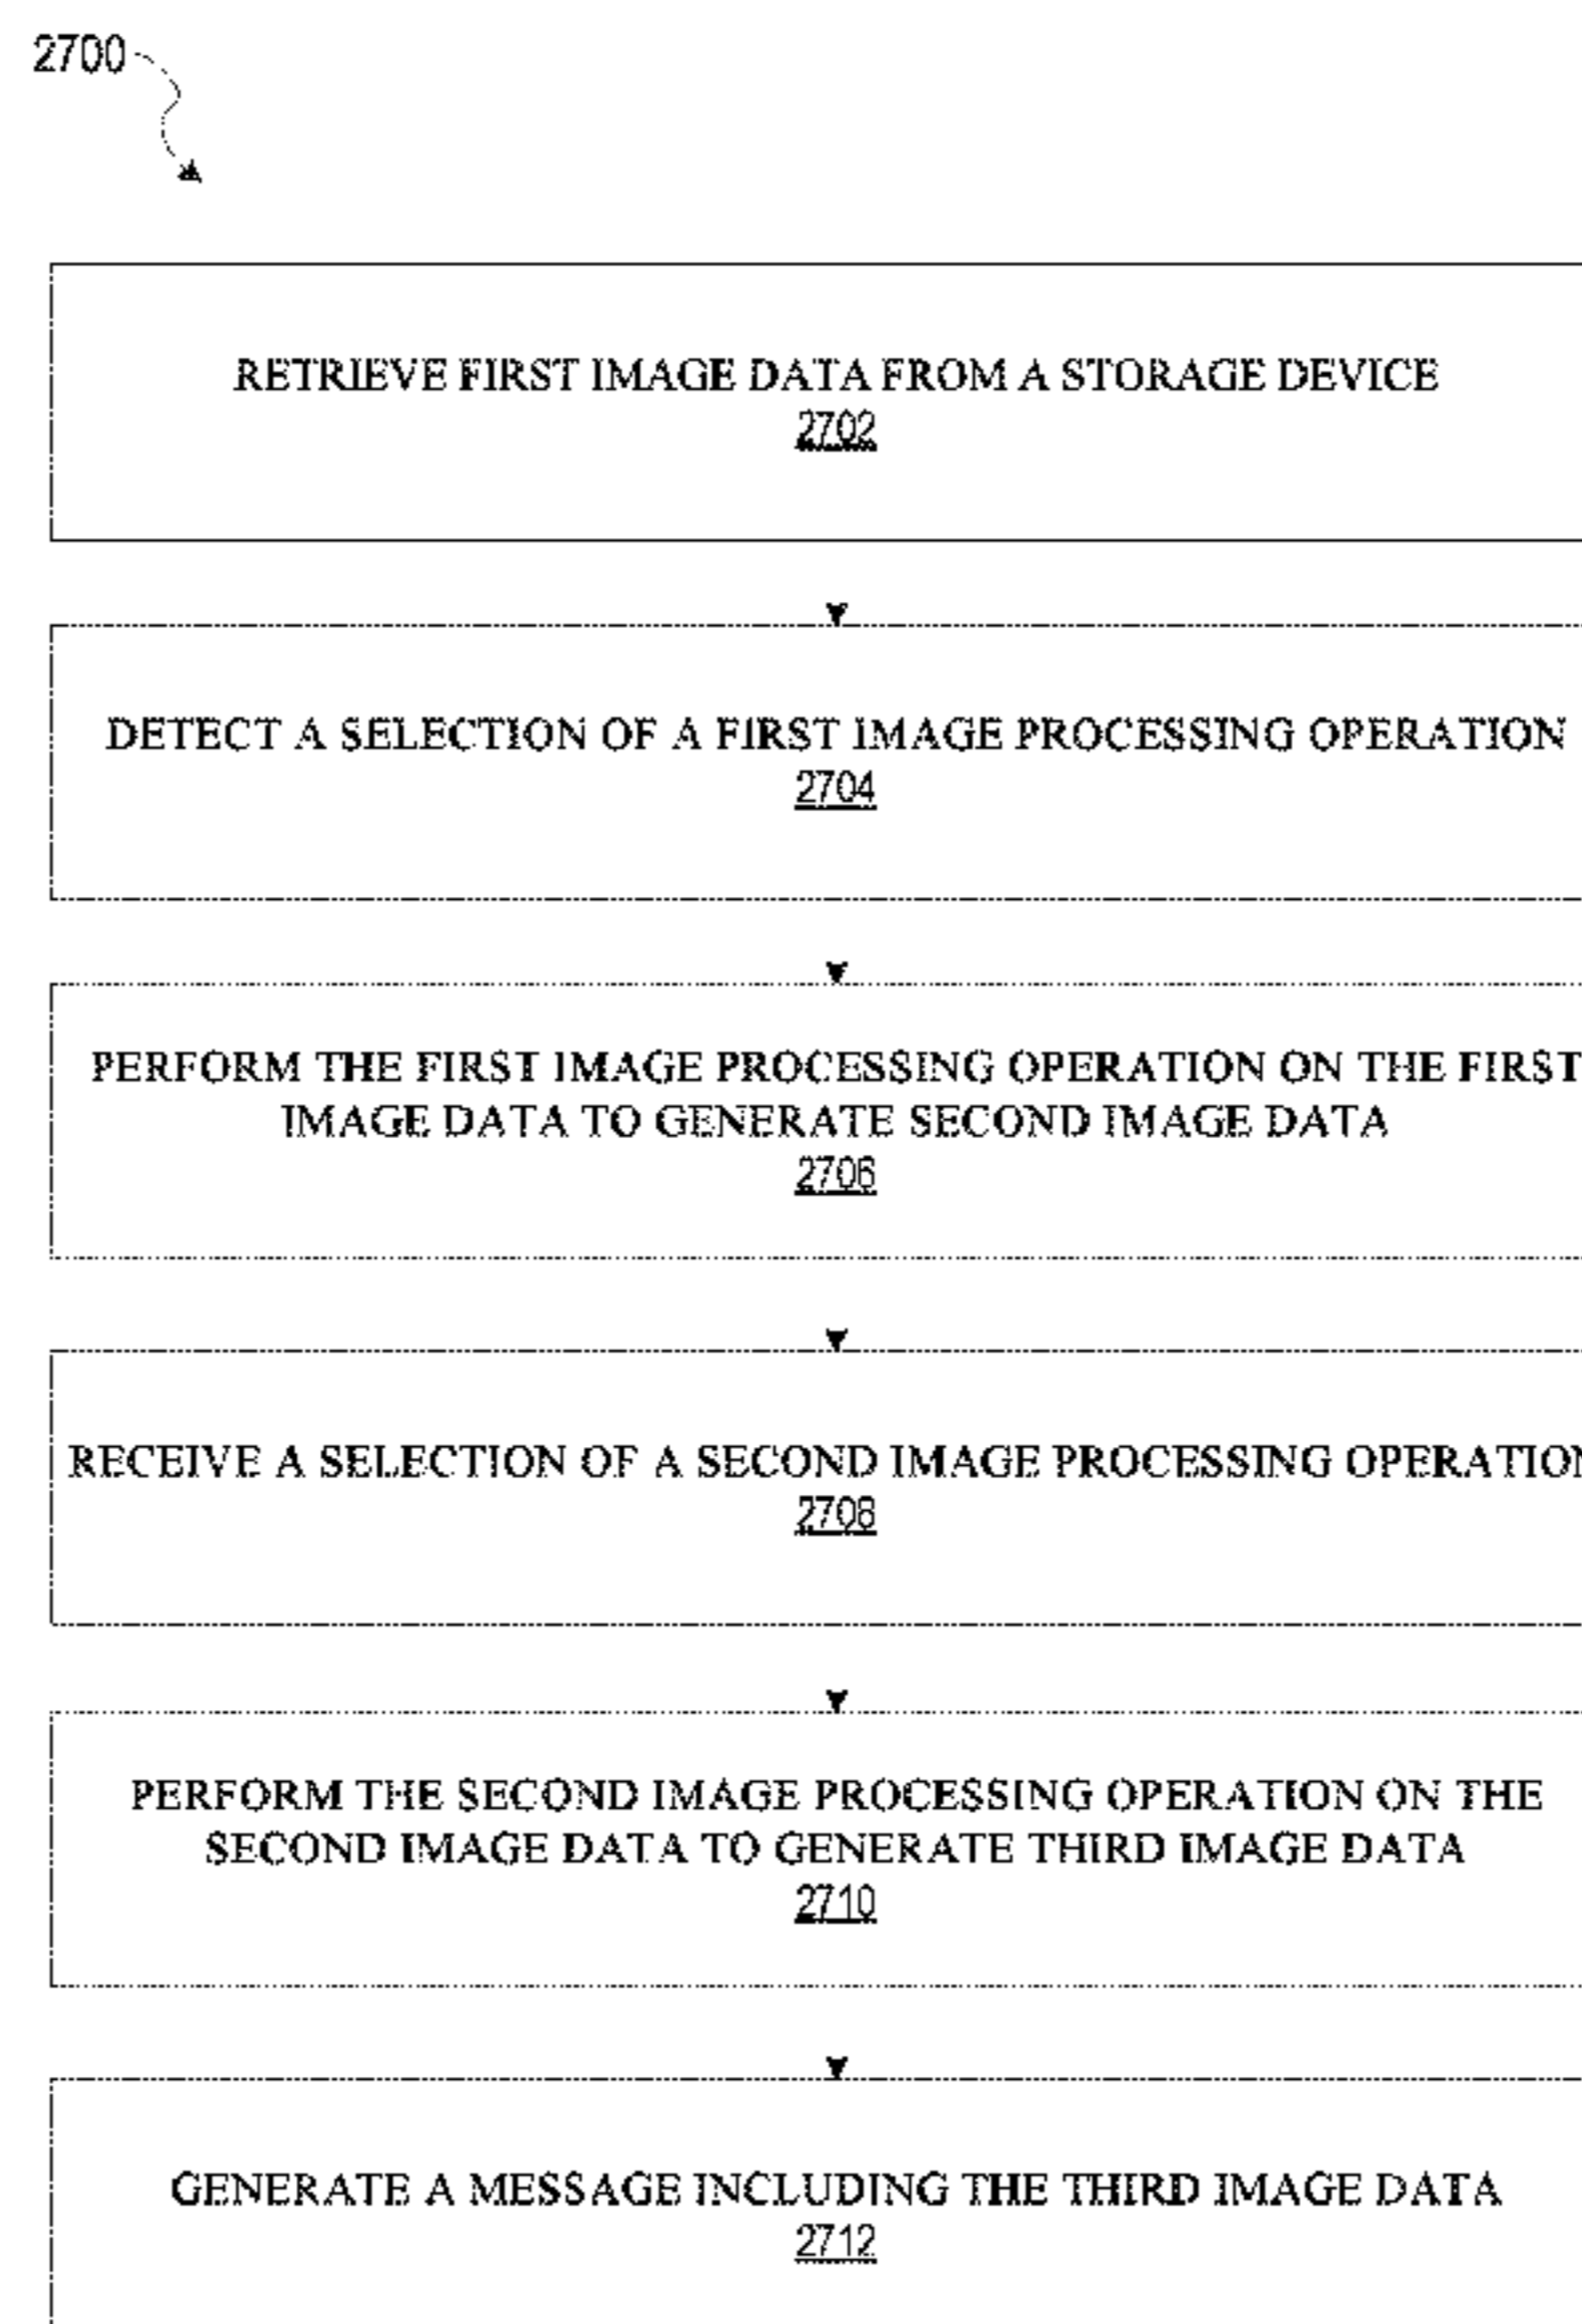 2700
RETRIEVE FIRST IMAGE DATA FROM A STORAGE DEVICE
2702
DETECT A SELECTION OF A FIRST IMAGE PROCESSING OPERATION
2704
PERFORM THE FIRST IMAGE PROCESSING OPERATION ON THE FIRST
IMAGE DATA TO GENERATE SECOND IMAGE DATA
2706
RECEIVE A SELECTION OF A SECOND IMAGE PROCESSING OPERATION
2708
PERFORM THE SECOND IMAGE PROCESSING OPERATION ON THE
SECOND IMAGE DATA TO GENERATE THIRD IMAGE DATA
2710
GENERATE A MESSAGE INCLUDING THE THIRD IMAGE DATA
2712